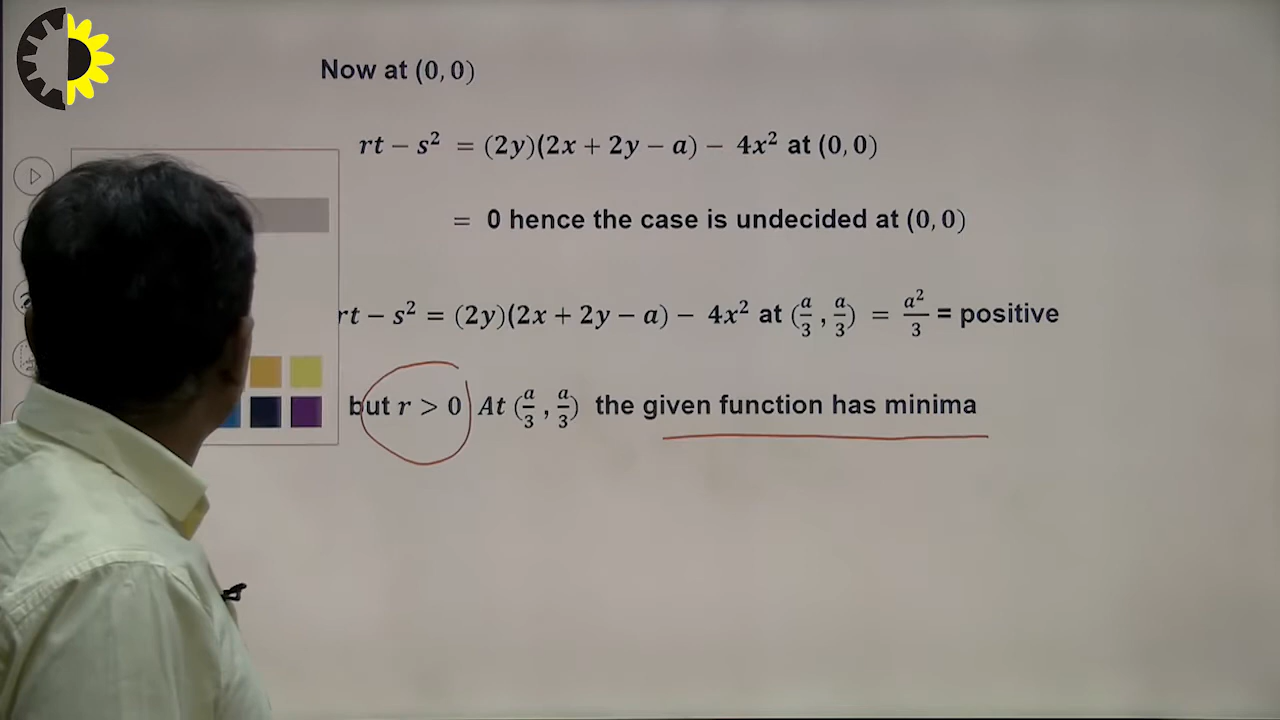 Now at (0, 0)
rt − s² = (2y)(2x + 2y − a) − 4x² at (0, 0)
= 0 hence the case is undecided at (0, 0)
rt − s² = (2y)(2x + 2y − a) − 4x² at (a/3, a/3) = a²/3 = positive
but r > 0 At (a/3, a/3) the given function has minima